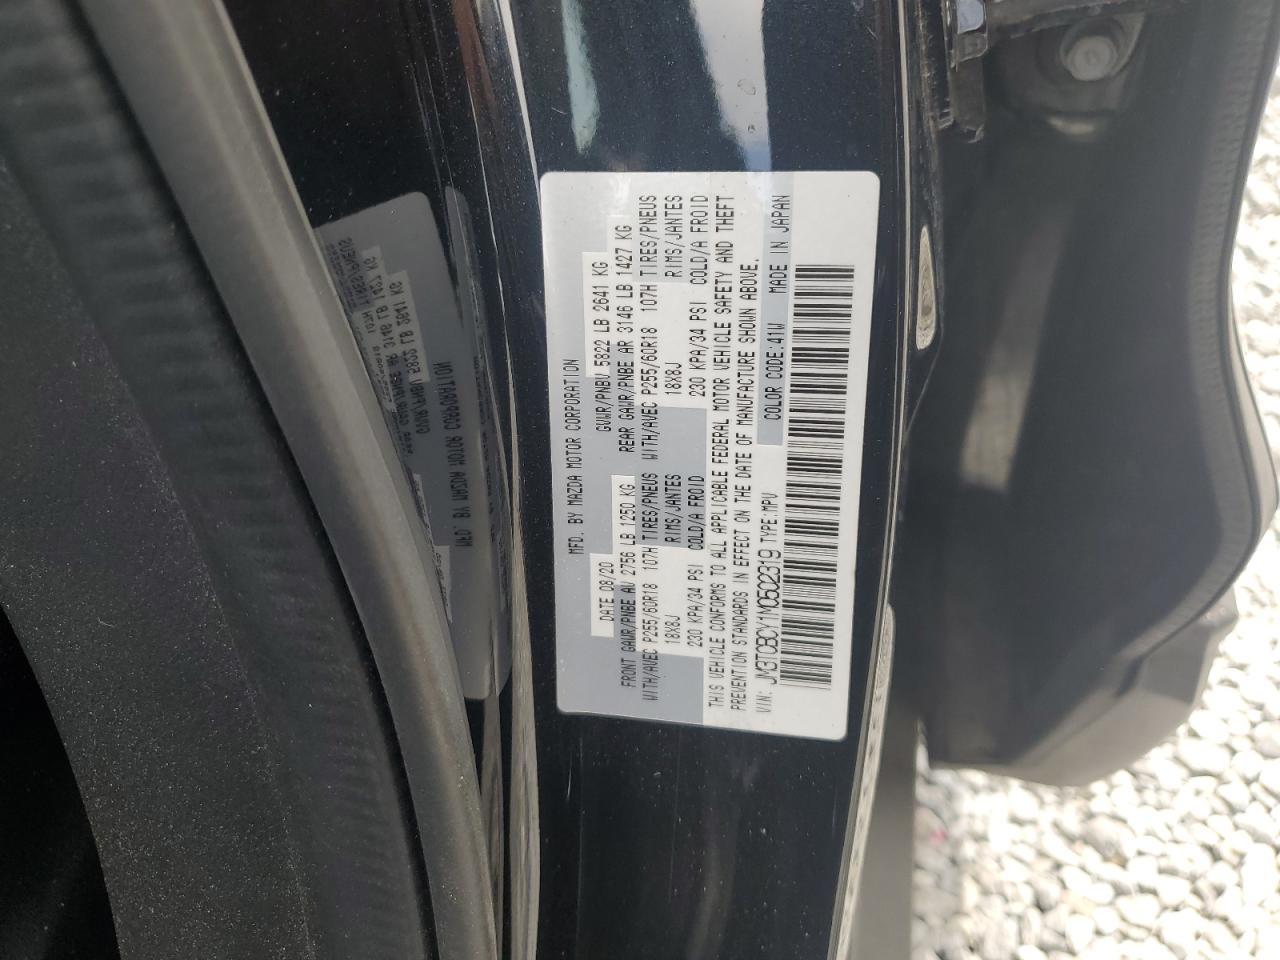 MFD. BY MAZDA MOTOR CORPORATION
DATE 08/20 GVWR/PNBV 5822 LB 2641 KG
FRONT GAWR/PNBE AV 2756 LB 1250 KG REAR GAWR/PNBE AR 3146 LB 1427 KG
WITH/AVEC P255/60R18 107H TIRES/PNEUS WITH/AVEC P255/60R18 107H TIRES/PNEUS
18X8J RIMS/JANTES 18X8J RIMS/JANTES
230 KPA/34 PSI COLD/A FROID 230 KPA/34 PSI COLD/A FROID
THIS VEHICLE CONFORMS TO ALL APPLICABLE FEDERAL MOTOR VEHICLE SAFETY AND THEFT
PREVENTION STANDARDS IN EFFECT ON THE DATE OF MANUFACTURE SHOWN ABOVE.
VIN: JM3TCBCY1M0502319 TYPE:MPV COLOR CODE:41W MADE IN JAPAN